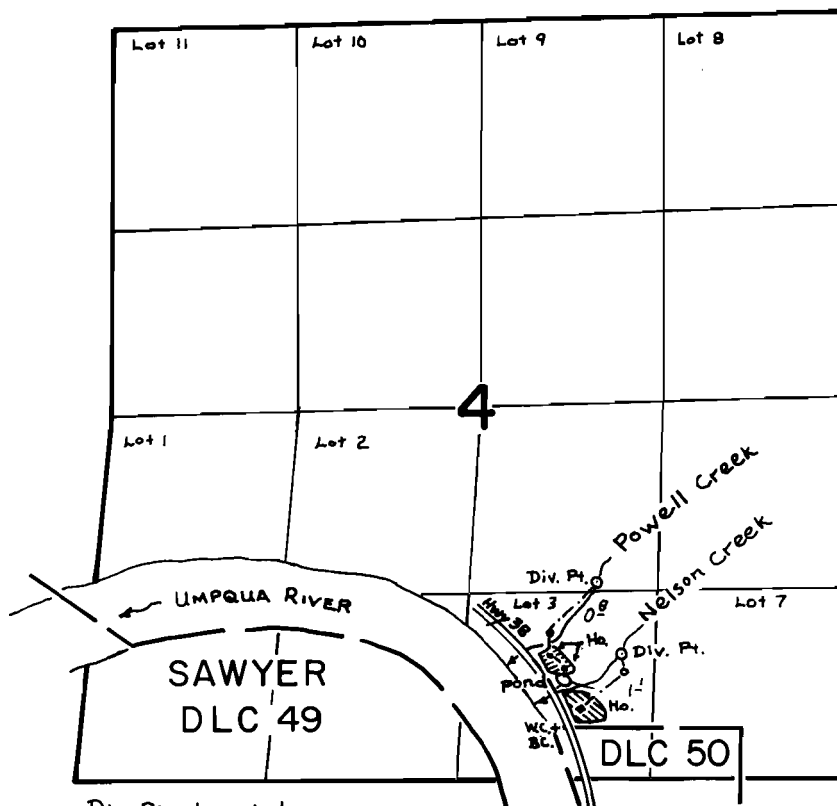 Lot 11
Lot 10
Lot 9
Lot 8
4
Lot 1
Lot 2
Powell Creek
Nelson Creek
Div. Pt.
UMPQUA RIVER
Hwy 38
Lot 3
Lot 7
Ho.
Div. Pt.
SAWYER
DLC 49
Pond
Ho.
W.C. +
BC.
DLC 50